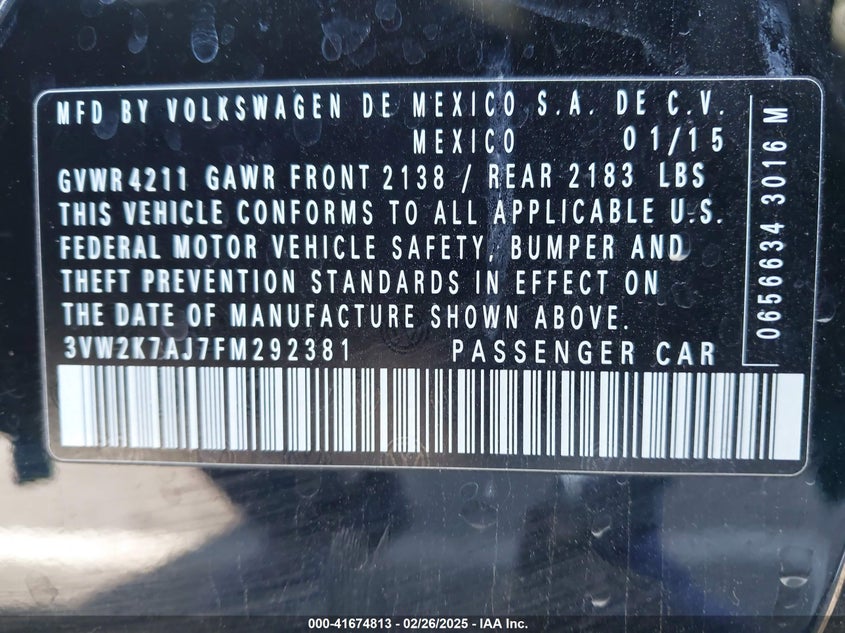 MFD BY VOLKSWAGEN DE MEXICO S.A. DE C.V.
MEXICO 01/15
GVWR 4211 GAWR FRONT 2138 / REAR 2183 LBS
THIS VEHICLE CONFORMS TO ALL APPLICABLE U.S.
FEDERAL MOTOR VEHICLE SAFETY, BUMPER AND
THEFT PREVENTION STANDARDS IN EFFECT ON
THE DATE OF MANUFACTURE SHOWN ABOVE.
3VW2K7AJ7FM292381 PASSENGER CAR
0656634 3016 M
000-41674813 - 02/26/2025 - IAA Inc.